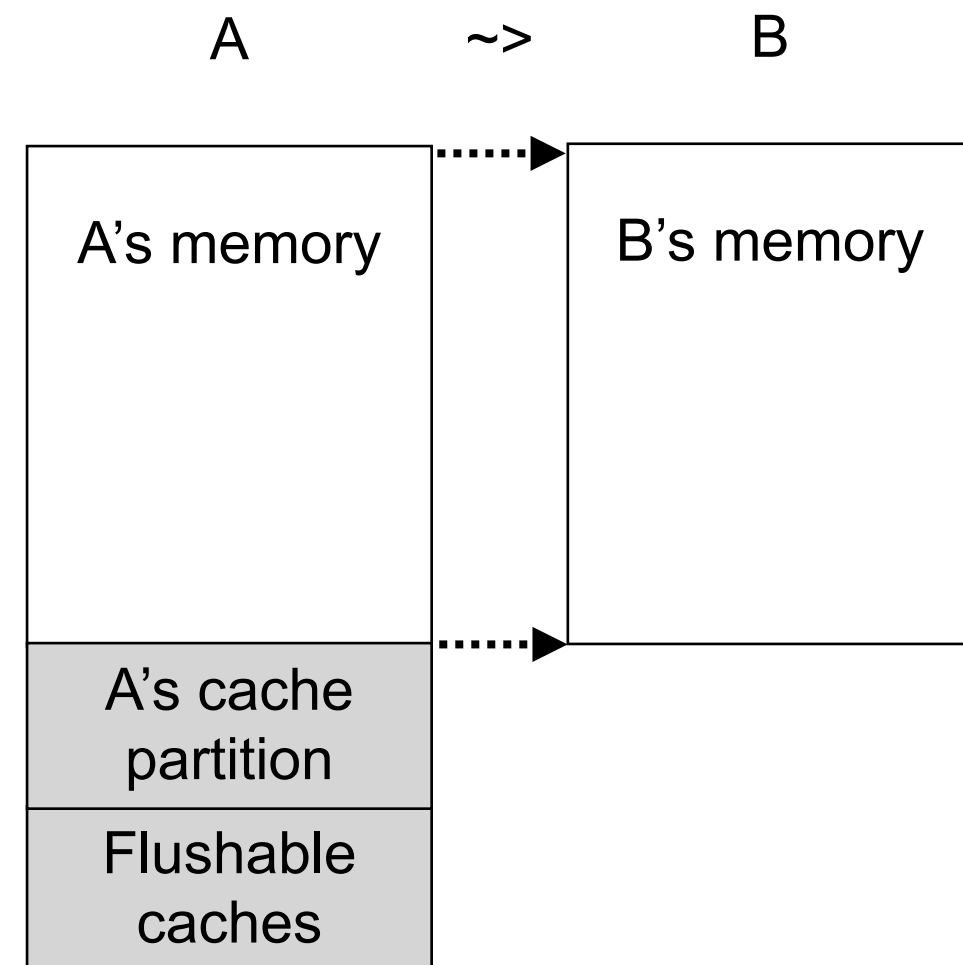 A ~> B
A’s memory
B’s memory
A’s cache
partition
Flushable
caches